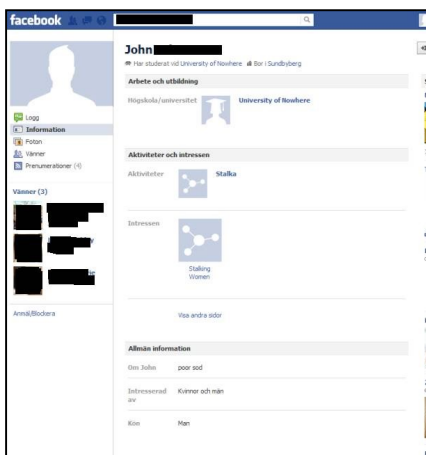 facebook
John
Har studerat vid University of Nowhere Bor i Sundbyberg
Arbete och utbildning
Högskola/universitet
University of Nowhere
Logg
Information
Foton
Vänner
Prenumerationer (4)
Vänner (3)
Anmäl/Blockera
Aktiviteter och intressen
Aktiviteter
Stalka
Intressen
Stalking
Women
Visa andra sidor
Allmän information
Om John
poor sod
Intresserad
av
Kvinnor och män
Kön
Man